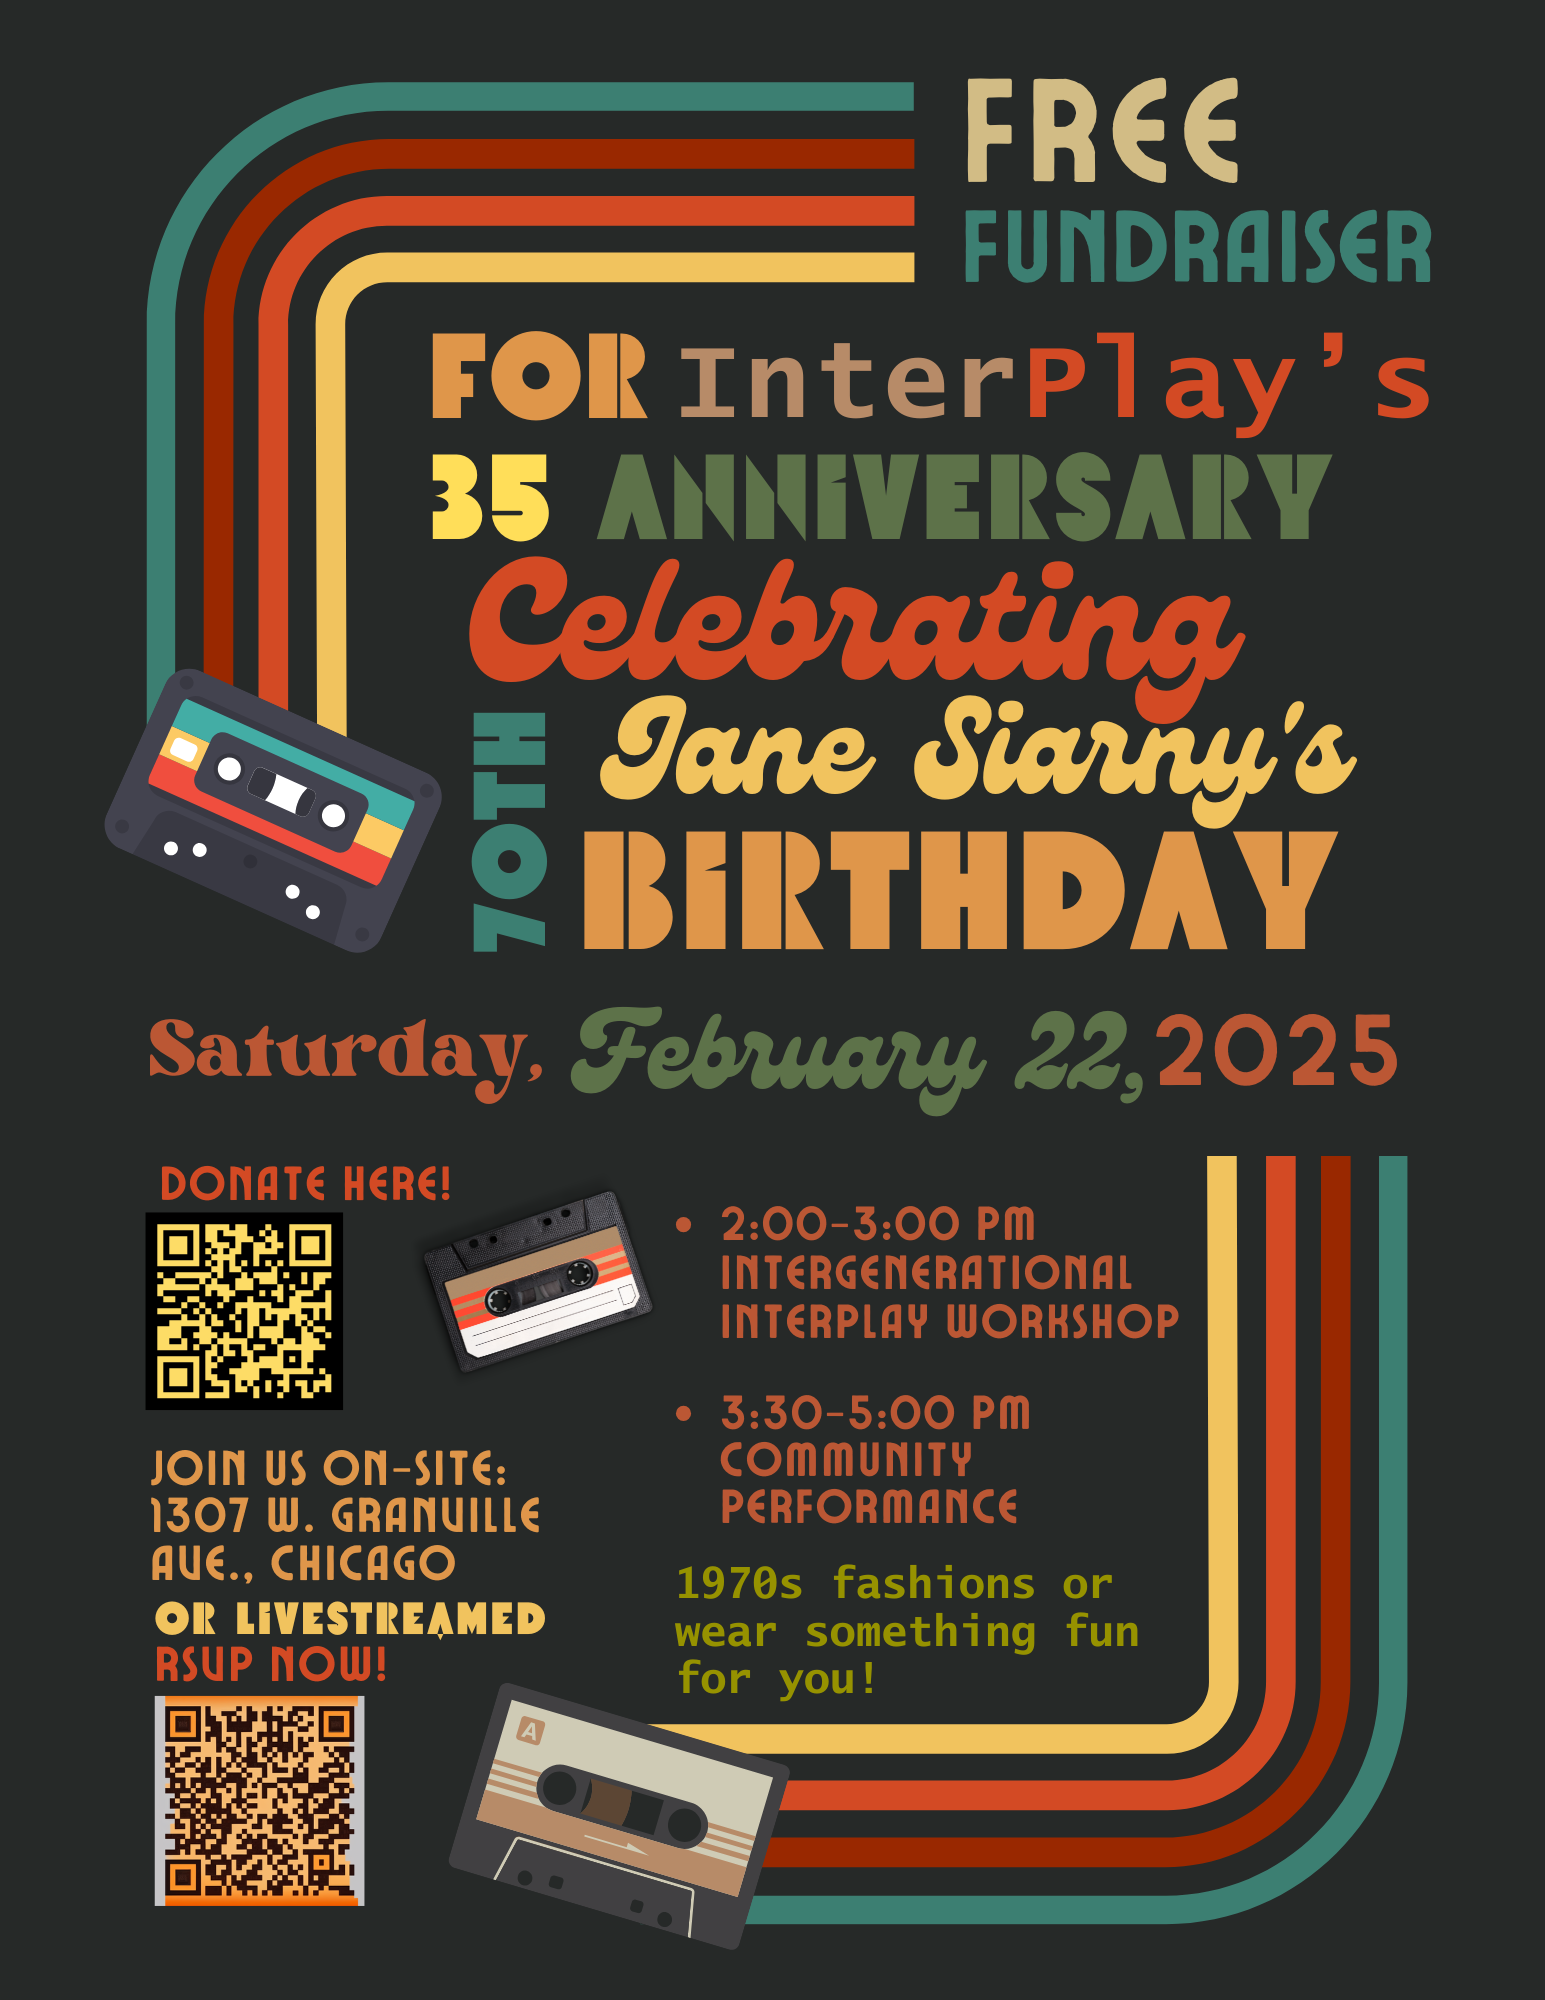 FREE
FUNDRAISER
FOR InterPlay's
35 ANNIVERSARY
Celebrating
70TH
Jane Siarny's
BIRTHDAY
Saturday, February 22, 2025
DONATE HERE!
• 2:00-3:00 PM
INTERGENERATIONAL
INTERPLAY WORKSHOP
• 3:30-5:00 PM
COMMUNITY
PERFORMANCE
JOIN US ON-SITE:
1307 W. GRANVILLE
AVE., CHICAGO
OR LIVESTREAMED
RSVP NOW!
1970s fashions or
wear something fun
for you!
A